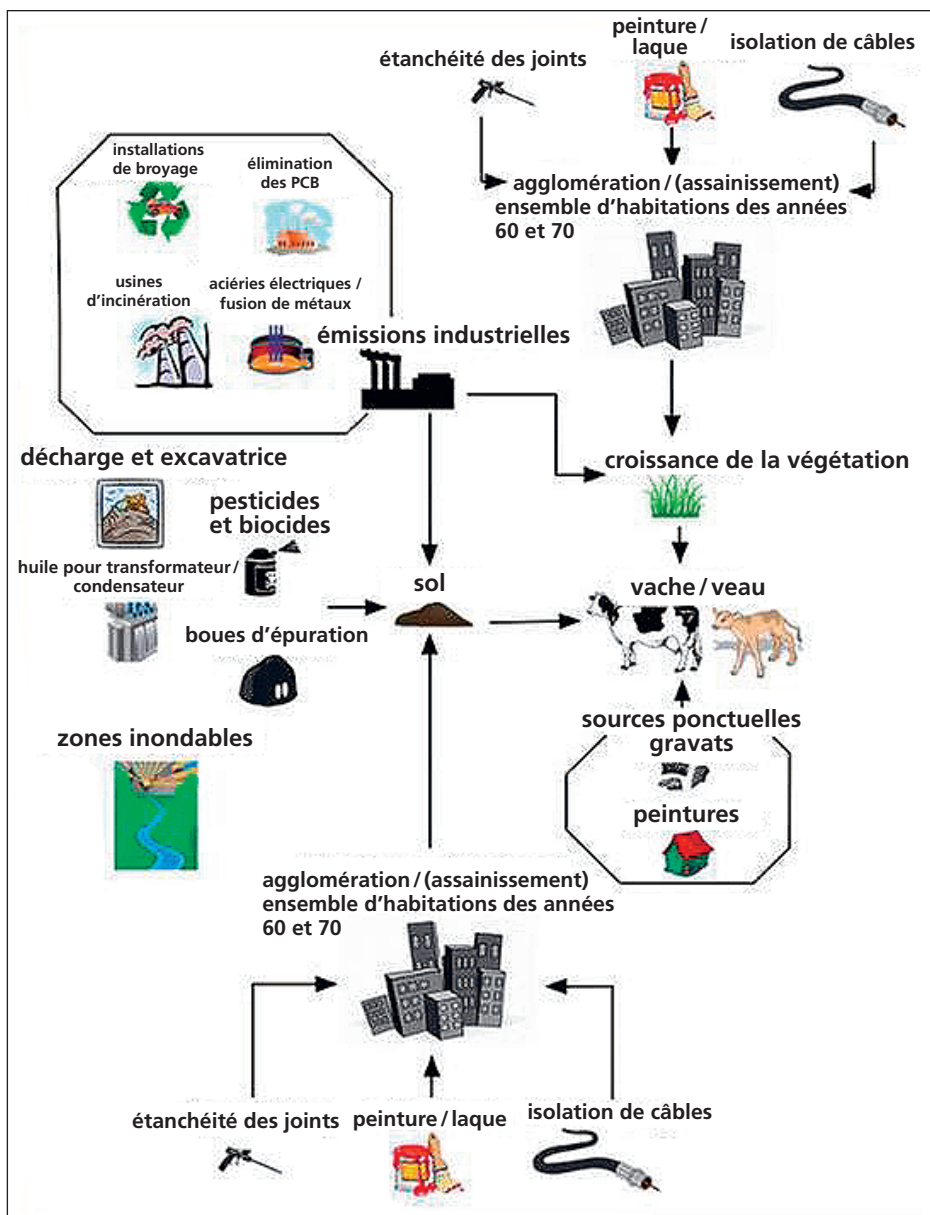 étanchéité des joints
peinture /
laque
isolation de câbles
installations
de broyage
élimination
des PCB
agglomération / (assainissement)
ensemble d'habitations des années
60 et 70
usines
d'incinération
aciéries électriques /
fusion de métaux
émissions industrielles
décharge et excavatrice
croissance de la végétation
pesticides
et biocides
huile pour transformateur /
condensateur
sol
vache / veau
boues d'épuration
zones inondables
sources ponctuelles
gravats
peintures
agglomération / (assainissement)
ensemble d'habitations des années
60 et 70
étanchéité des joints
peinture / laque
isolation de câbles